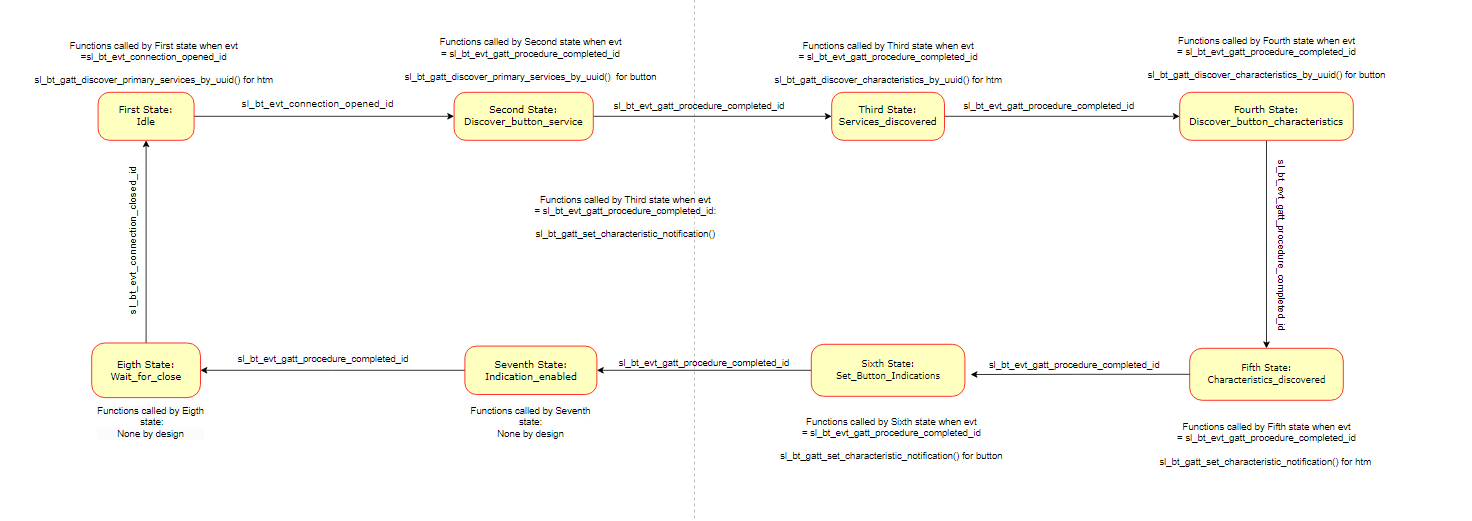 Functions called by First state when evt
=sl_bt_evt_connection_opened_id
sl_bt_gatt_discover_primary_services_by_uuid() for htm
Functions called by Second state when evt
= sl_bt_evt_gatt_procedure_completed_id
sl_bt_gatt_discover_primary_services_by_uuid() for button
Functions called by Third state when evt
= sl_bt_evt_gatt_procedure_completed_id
sl_bt_gatt_discover_characteristics_by_uuid() for htm
Functions called by Fourth state when evt
= sl_bt_evt_gatt_procedure_completed_id
sl_bt_gatt_discover_characteristics_by_uuid() for button
First State:
Idle
sl_bt_evt_connection_opened_id
Second State:
Discover_button_service
sl_bt_evt_gatt_procedure_completed_id
Third State:
Services_discovered
sl_bt_evt_gatt_procedure_completed_id
Fourth State:
Discover_button_characteristics
sl_bt_evt_connection_closed_id
Functions called by Third state when evt
= sl_bt_evt_gatt_procedure_completed_id:
sl_bt_gatt_set_characteristic_notification()
sl_bt_evt_gatt_procedure_completed_id
Eigth State:
Wait_for_close
sl_bt_evt_gatt_procedure_completed_id
Seventh State:
Indication_enabled
sl_bt_evt_gatt_procedure_completed_id
Sixth State:
Set_Button_Indications
sl_bt_evt_gatt_procedure_completed_id
Fifth State:
Characteristics_discovered
Functions called by Eigth
state:
None by design
Functions called by Seventh
state:
None by design
Functions called by Sixth state when evt
= sl_bt_evt_gatt_procedure_completed_id
sl_bt_gatt_set_characteristic_notification() for button
Functions called by Fifth state when evt
= sl_bt_evt_gatt_procedure_completed_id
sl_bt_gatt_set_characteristic_notification() for htm